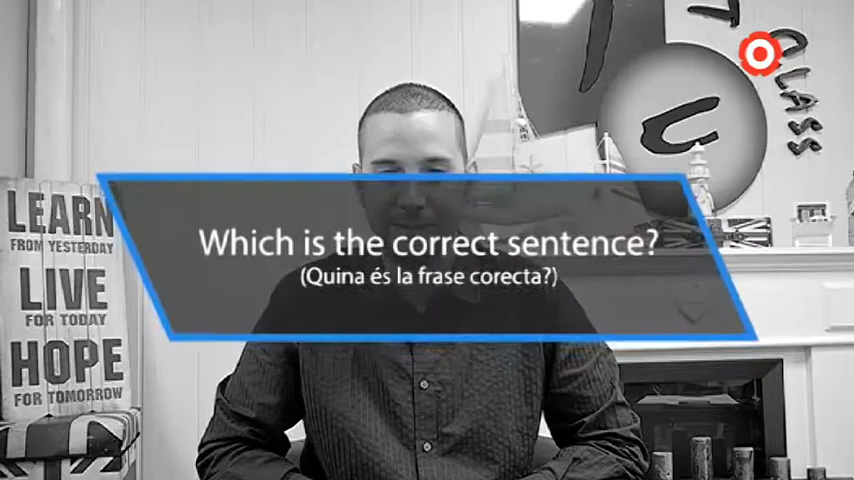 Which is the correct sentence?
(Quina és la frase corecta?)
LEARN
FROM YESTERDAY
LIVE
FOR TODAY
HOPE
FOR TOMORROW
CLASS